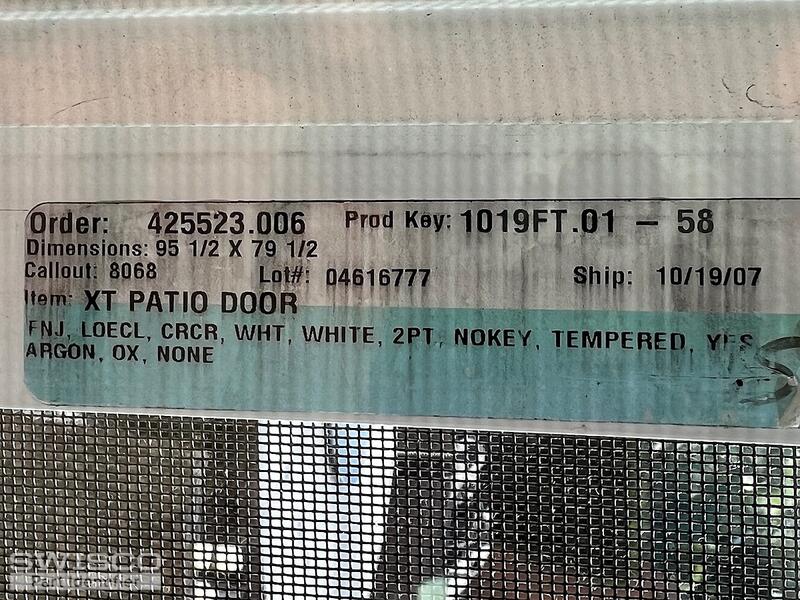 Order: 425523.006 Prod Key: 1019FT.01 - 58
Dimensions: 95 1/2 X 79 1/2
Callout: 8068 Lot#: 04616777 Ship: 10/19/07
Item: XT PATIO DOOR
FNJ, LOECL, CRCR, WHT, WHITE, 2PT, NOKEY, TEMPERED, YES
ARGON, OX, NONE
SWISCO